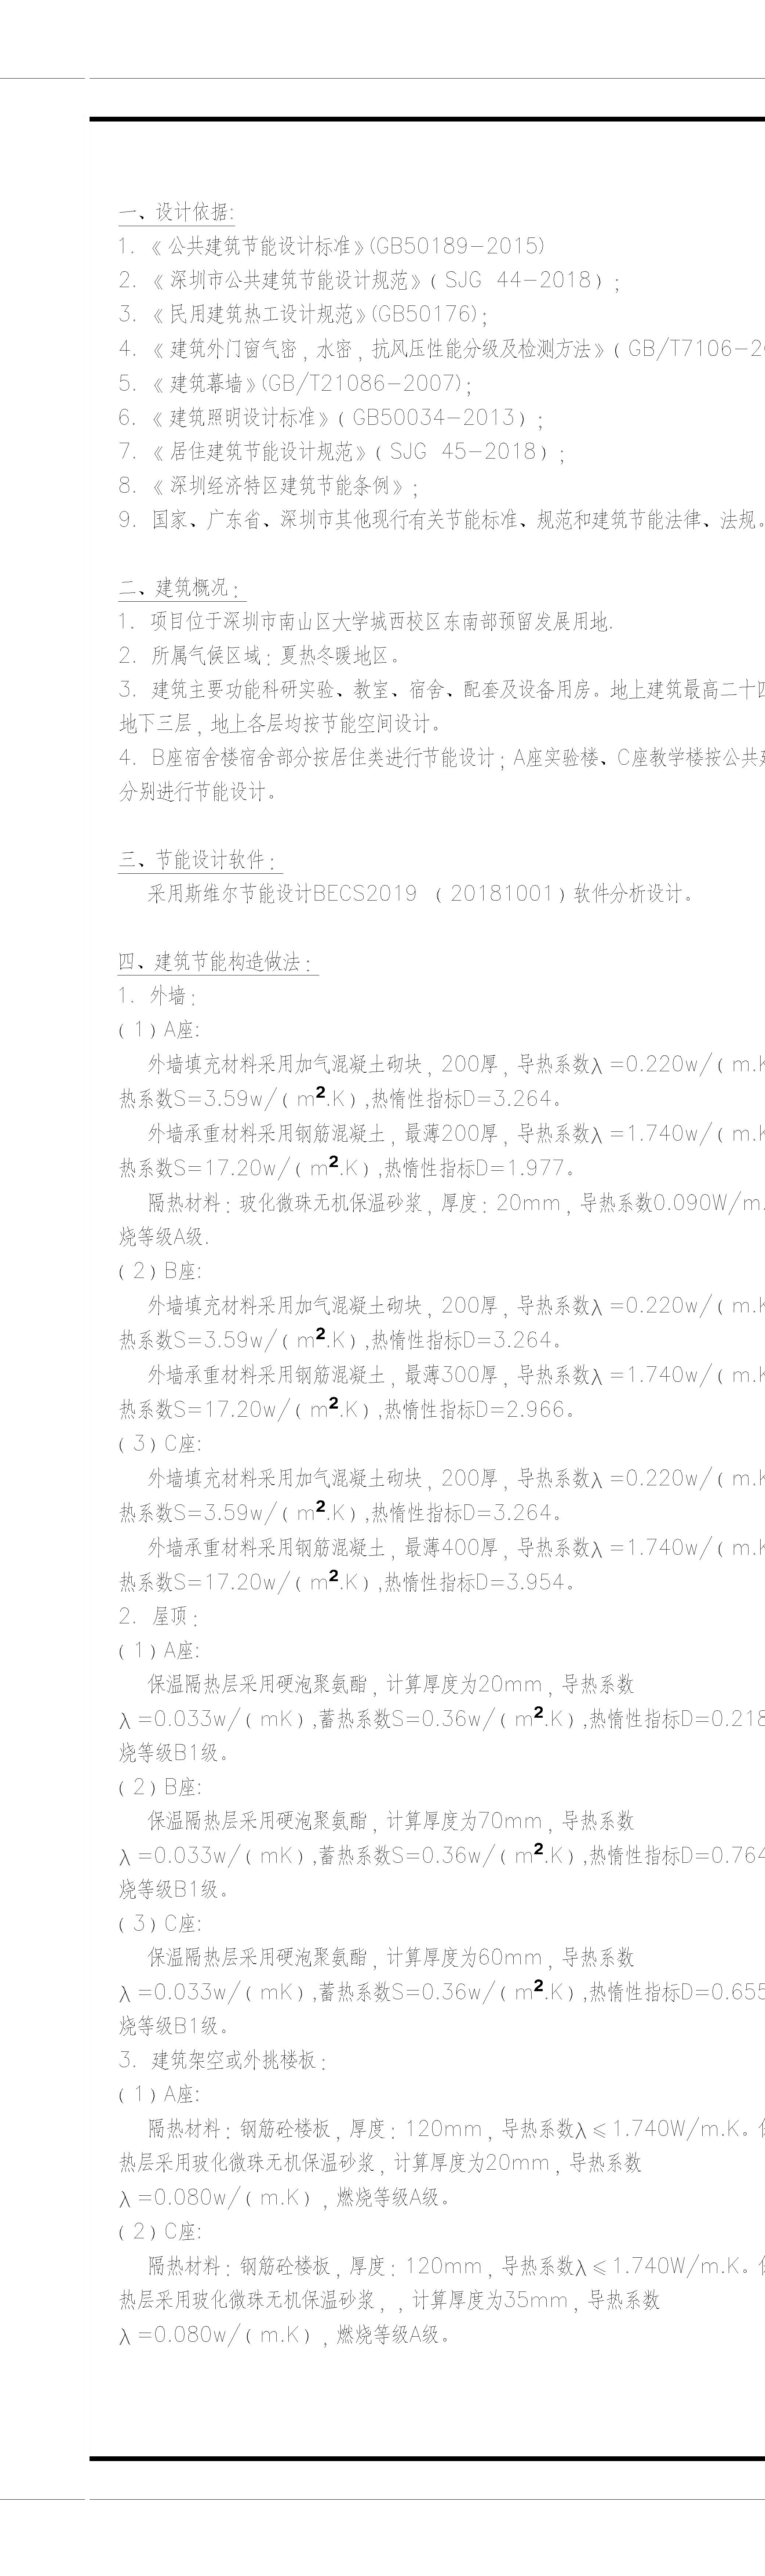 一、设计依据:
1. 《公共建筑节能设计标准》(GB50189-2015)
2. 《深圳市公共建筑节能设计规范》( SJG 44-2018);
3. 《民用建筑热工设计规范》(GB50176);
4. 《建筑外门窗气密, 水密, 抗风压性能分级及检测方法》( GB/T7106-2
5. 《建筑幕墙》(GB/T21086-2007);
6. 《建筑照明设计标准》( GB50034-2013);
7. 《居住建筑节能设计规范》( SJG 45-2018);
8. 《深圳经济特区建筑节能条例》;
9. 国家、广东省、深圳市其他现行有关节能标准、规范和建筑节能法律、法规。
二、建筑概况:
1. 项目位于深圳市南山区大学城西校区东南部预留发展用地.
2. 所属气候区域: 夏热冬暖地区。
3. 建筑主要功能科研实验、教室、宿舍、配套及设备用房。地上建筑最高二十四
地下三层, 地上各层均按节能空间设计。
4. B座宿舍楼宿舍部分按居住类进行节能设计; A座实验楼、C座教学楼按公共建
分别进行节能设计。
三、节能设计软件:
采用斯维尔节能设计BECS2019 ( 20181001) 软件分析设计。
四、建筑节能构造做法:
1. 外墙:
( 1) A座:
外墙填充材料采用加气混凝土砌块, 200厚, 导热系数λ=0.220w/( m.K
热系数S=3.59w/( m².K),热惰性指标D=3.264。
外墙承重材料采用钢筋混凝土, 最薄200厚, 导热系数λ=1.740w/( m.K
热系数S=17.20w/( m².K),热惰性指标D=1.977。
隔热材料: 玻化微珠无机保温砂浆, 厚度: 20mm, 导热系数0.090W/m.
烧等级A级.
( 2) B座:
外墙填充材料采用加气混凝土砌块, 200厚, 导热系数λ=0.220w/( m.K
热系数S=3.59w/( m².K),热惰性指标D=3.264。
外墙承重材料采用钢筋混凝土, 最薄300厚, 导热系数λ=1.740w/( m.K
热系数S=17.20w/( m².K),热惰性指标D=2.966。
( 3) C座:
外墙填充材料采用加气混凝土砌块, 200厚, 导热系数λ=0.220w/( m.K
热系数S=3.59w/( m².K),热惰性指标D=3.264。
外墙承重材料采用钢筋混凝土, 最薄400厚, 导热系数λ=1.740w/( m.K
热系数S=17.20w/( m².K),热惰性指标D=3.954。
2. 屋顶:
( 1) A座:
保温隔热层采用硬泡聚氨酯, 计算厚度为20mm, 导热系数
λ=0.033w/( mK),蓄热系数S=0.36w/( m².K),热惰性指标D=0.218
烧等级B1级。
( 2) B座:
保温隔热层采用硬泡聚氨酯, 计算厚度为70mm, 导热系数
λ=0.033w/( mK),蓄热系数S=0.36w/( m².K),热惰性指标D=0.764
烧等级B1级。
( 3) C座:
保温隔热层采用硬泡聚氨酯, 计算厚度为60mm, 导热系数
λ=0.033w/( mK),蓄热系数S=0.36w/( m².K),热惰性指标D=0.655
烧等级B1级。
3. 建筑架空或外挑楼板:
( 1) A座:
隔热材料: 钢筋砼楼板, 厚度: 120mm, 导热系数λ≤1.740W/m.K。保
热层采用玻化微珠无机保温砂浆, 计算厚度为20mm, 导热系数
λ=0.080w/( m.K), 燃烧等级A级。
( 2) C座:
隔热材料: 钢筋砼楼板, 厚度: 120mm, 导热系数λ≤1.740W/m.K。保
热层采用玻化微珠无机保温砂浆, , 计算厚度为35mm, 导热系数
λ=0.080w/( m.K), 燃烧等级A级。